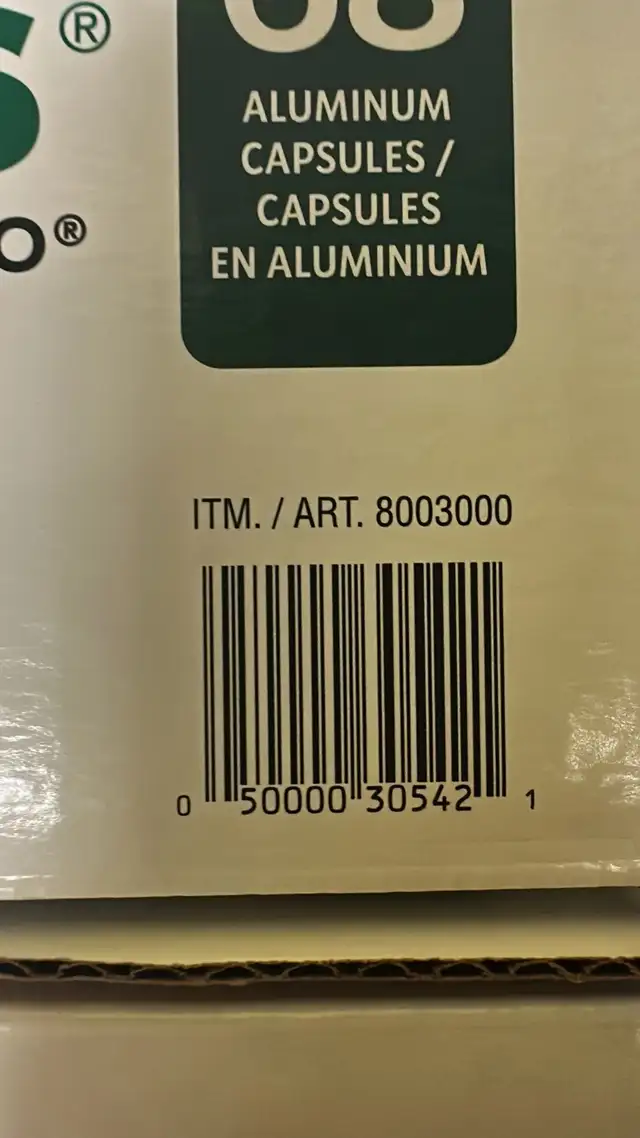 ®
ALUMINUM
CAPSULES /
CAPSULES
EN ALUMINIUM
O®
ITM. / ART. 8003000
0 50000 30542 1